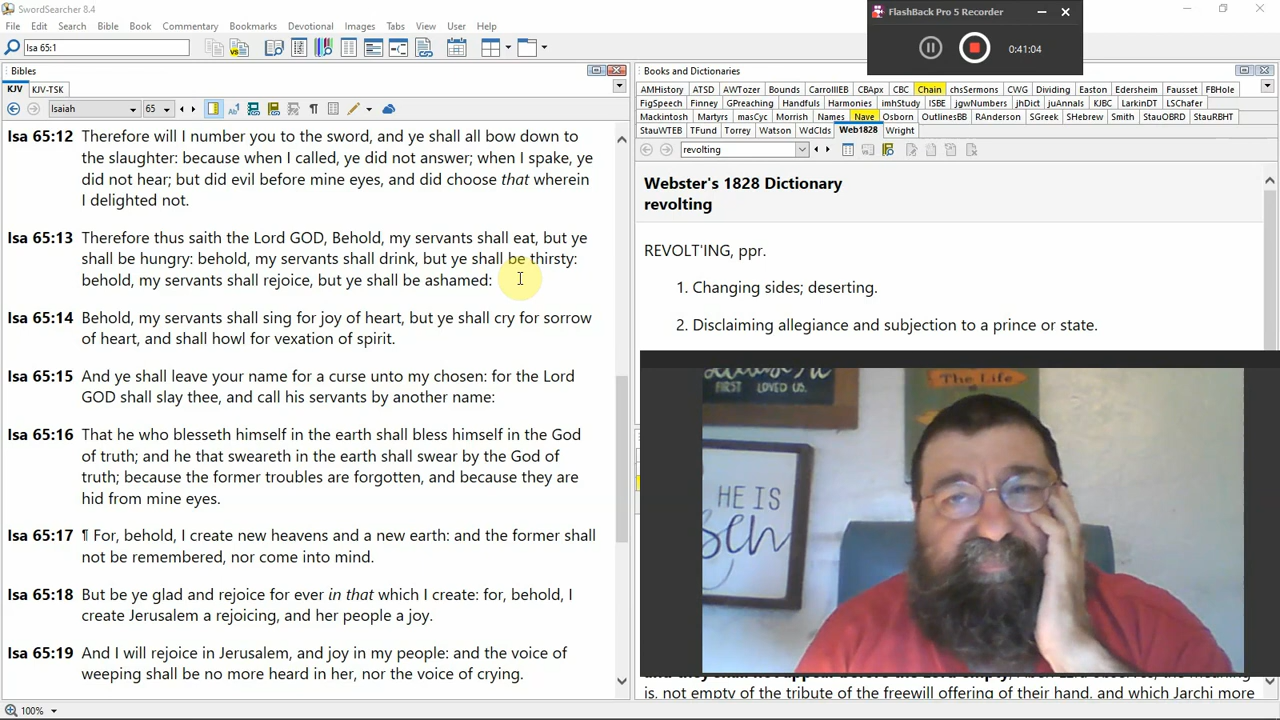 SwordSearcher 8.4
FlashBack Pro 5 Recorder
File Edit Search Bible Book Commentary Bookmarks Devotional Images Tabs View User Help
0:41:04
Isa 65:1
Bibles
Books and Dictionaries
KJV KJV-TSK
AMHistory ATSD AWTozer Bounds CarrollIEB CBApx CBC Chain chsSermons CWG Dividing Easton Edersheim Fausset FBHole
FigSpeech Finney GPreaching Handfuls Harmonies imhStudy ISBE jgwNumbers jhDict juAnnals KJBC LarkinDT LSChafer
Mackintosh Martyrs masCyc Morrish Names Nave Osborn OutlinesBB RAnderson SGreek SHebrew Smith StauOBRD StauRBHT
StauWTEB TFund Torrey Watson WdClds Web1828 Wright
Isaiah 65
revolting
Isa 65:12 Therefore will I number you to the sword, and ye shall all bow down to
the slaughter: because when I called, ye did not answer; when I spake, ye
did not hear; but did evil before mine eyes, and did choose that wherein
I delighted not.
Isa 65:13 Therefore thus saith the Lord GOD, Behold, my servants shall eat, but ye
shall be hungry: behold, my servants shall drink, but ye shall be thirsty:
behold, my servants shall rejoice, but ye shall be ashamed:
Isa 65:14 Behold, my servants shall sing for joy of heart, but ye shall cry for sorrow
of heart, and shall howl for vexation of spirit.
Isa 65:15 And ye shall leave your name for a curse unto my chosen: for the Lord
GOD shall slay thee, and call his servants by another name:
Isa 65:16 That he who blesseth himself in the earth shall bless himself in the God
of truth; and he that sweareth in the earth shall swear by the God of
truth; because the former troubles are forgotten, and because they are
hid from mine eyes.
Isa 65:17 ¶ For, behold, I create new heavens and a new earth: and the former shall
not be remembered, nor come into mind.
Isa 65:18 But be ye glad and rejoice for ever in that which I create: for, behold, I
create Jerusalem a rejoicing, and her people a joy.
Isa 65:19 And I will rejoice in Jerusalem, and joy in my people: and the voice of
weeping shall be no more heard in her, nor the voice of crying.
Webster's 1828 Dictionary
revolting
REVOLT'ING, ppr.
1. Changing sides; deserting.
2. Disclaiming allegiance and subjection to a prince or state.
FIRST LOVED US.
The Life
HE IS
is, not empty of the tribute of the freewill offering of their hand, and which Jarchi more
100%